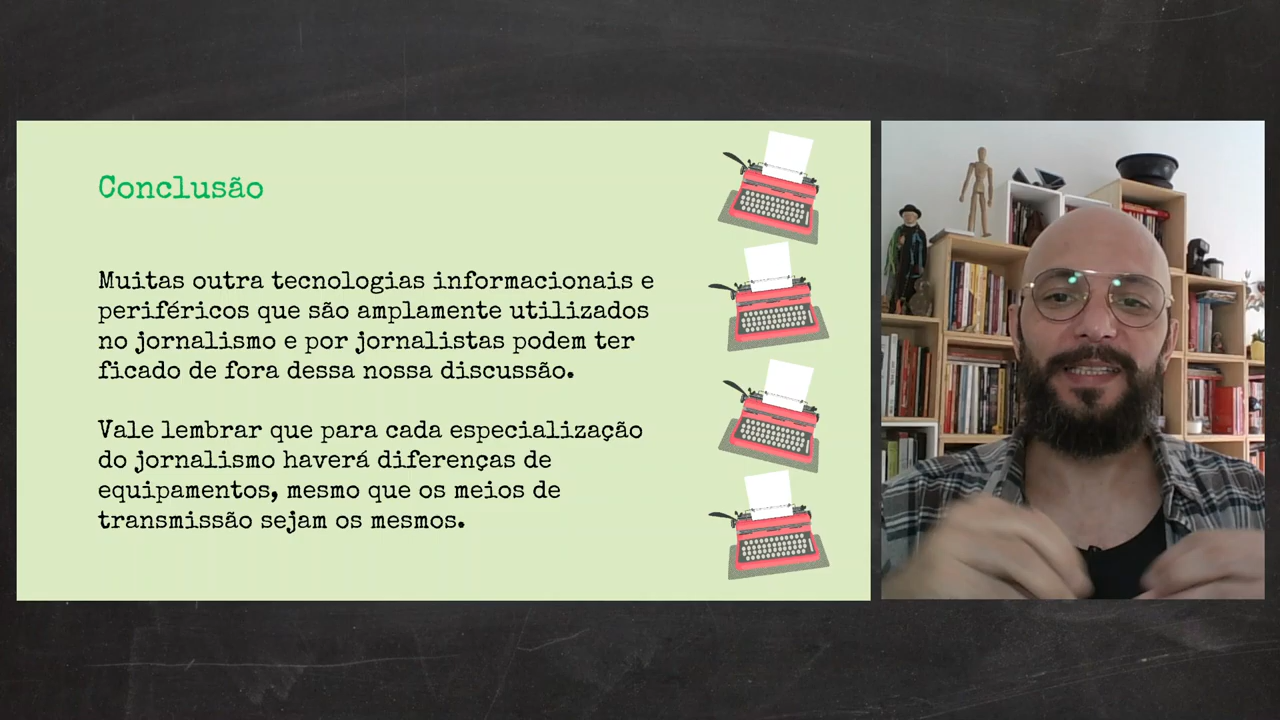 Conclusão
Muitas outra tecnologias informacionais e
periféricos que são amplamente utilizados
no jornalismo e por jornalistas podem ter
ficado de fora dessa nossa discussão.
Vale lembrar que para cada especialização
do jornalismo haverá diferenças de
equipamentos, mesmo que os meios de
transmissão sejam os mesmos.